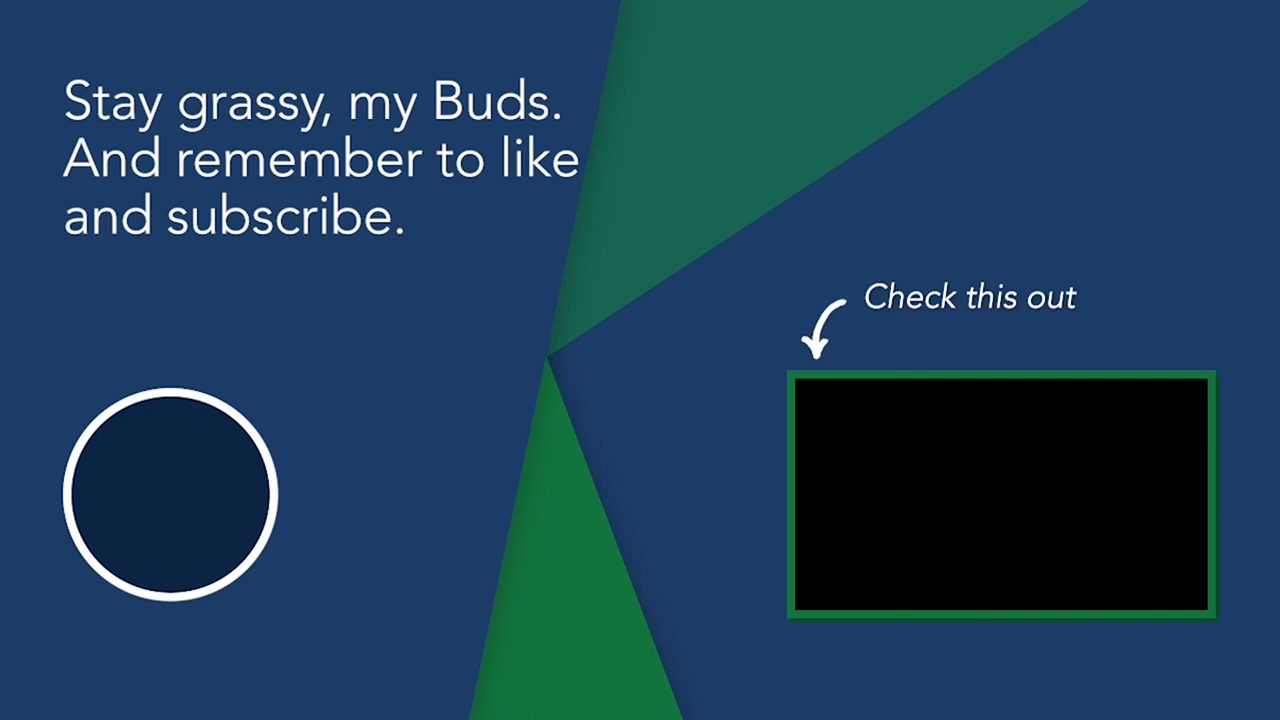 Stay grassy, my Buds.
And remember to like
and subscribe.
Check this out